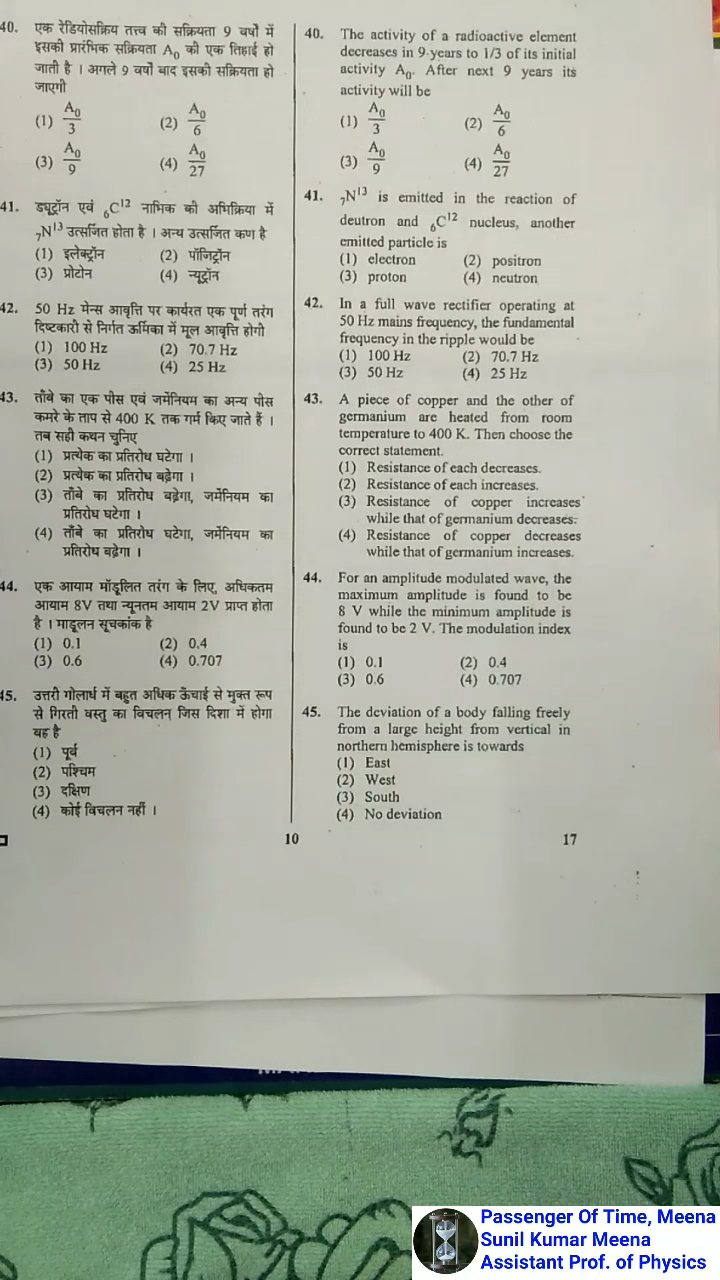 40. एक रेडियोसक्रिय तत्त्व की सक्रियता 9 वर्षों में
इसकी प्रारंभिक सक्रियता A₀ की एक तिहाई हो
जाती है । अगले 9 वर्षों बाद इसकी सक्रियता हो
जाएगी
(1) A₀/3 (2) A₀/6
(3) A₀/9 (4) A₀/27
41. ड्यूट्रॉन एवं ₆C¹² नाभिक की अभिक्रिया में
₇N¹³ उत्सर्जित होता है । अन्य उत्सर्जित कण है
(1) इलेक्ट्रॉन (2) पॉजिट्रॉन
(3) प्रोटोन (4) न्यूट्रॉन
42. 50 Hz मेन्स आवृत्ति पर कार्यरत एक पूर्ण तरंग
दिष्टकारी से निर्गत ऊर्मिका में मूल आवृत्ति होगी
(1) 100 Hz (2) 70.7 Hz
(3) 50 Hz (4) 25 Hz
43. ताँबे का एक पीस एवं जर्मेनियम का अन्य पीस
कमरे के ताप से 400 K तक गर्म किए जाते हैं ।
तब सही कथन चुनिए
(1) प्रत्येक का प्रतिरोध घटेगा ।
(2) प्रत्येक का प्रतिरोध बढ़ेगा ।
(3) ताँबे का प्रतिरोध बढ़ेगा, जर्मेनियम का
प्रतिरोध घटेगा ।
(4) ताँबे का प्रतिरोध घटेगा, जर्मेनियम का
प्रतिरोध बढ़ेगा ।
44. एक आयाम मॉडूलित तरंग के लिए, अधिकतम
आयाम 8V तथा न्यूनतम आयाम 2V प्राप्त होता
है । माडूलन सूचकांक है
(1) 0.1 (2) 0.4
(3) 0.6 (4) 0.707
45. उत्तरी गोलार्ध में बहुत अधिक ऊँचाई से मुक्त रूप
से गिरती वस्तु का विचलन जिस दिशा में होगा
वह है
(1) पूर्व
(2) पश्चिम
(3) दक्षिण
(4) कोई विचलन नहीं ।
40. The activity of a radioactive element
decreases in 9 years to 1/3 of its initial
activity A₀. After next 9 years its
activity will be
(1) A₀/3 (2) A₀/6
(3) A₀/9 (4) A₀/27
41. ₇N¹³ is emitted in the reaction of
deutron and ₆C¹² nucleus, another
emitted particle is
(1) electron (2) positron
(3) proton (4) neutron
42. In a full wave rectifier operating at
50 Hz mains frequency, the fundamental
frequency in the ripple would be
(1) 100 Hz (2) 70.7 Hz
(3) 50 Hz (4) 25 Hz
43. A piece of copper and the other of
germanium are heated from room
temperature to 400 K. Then choose the
correct statement.
(1) Resistance of each decreases.
(2) Resistance of each increases.
(3) Resistance of copper increases
while that of germanium decreases.
(4) Resistance of copper decreases
while that of germanium increases.
44. For an amplitude modulated wave, the
maximum amplitude is found to be
8 V while the minimum amplitude is
found to be 2 V. The modulation index
is
(1) 0.1 (2) 0.4
(3) 0.6 (4) 0.707
45. The deviation of a body falling freely
from a large height from vertical in
northern hemisphere is towards
(1) East
(2) West
(3) South
(4) No deviation
10 17
Passenger Of Time, Meena
Sunil Kumar Meena
Assistant Prof. of Physics